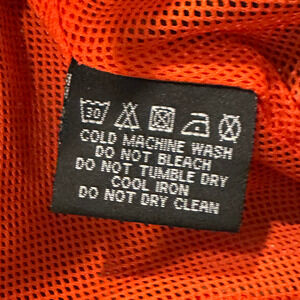 30
COLD MACHINE WASH
DO NOT BLEACH
DO NOT TUMBLE DRY
COOL IRON
DO NOT DRY CLEAN